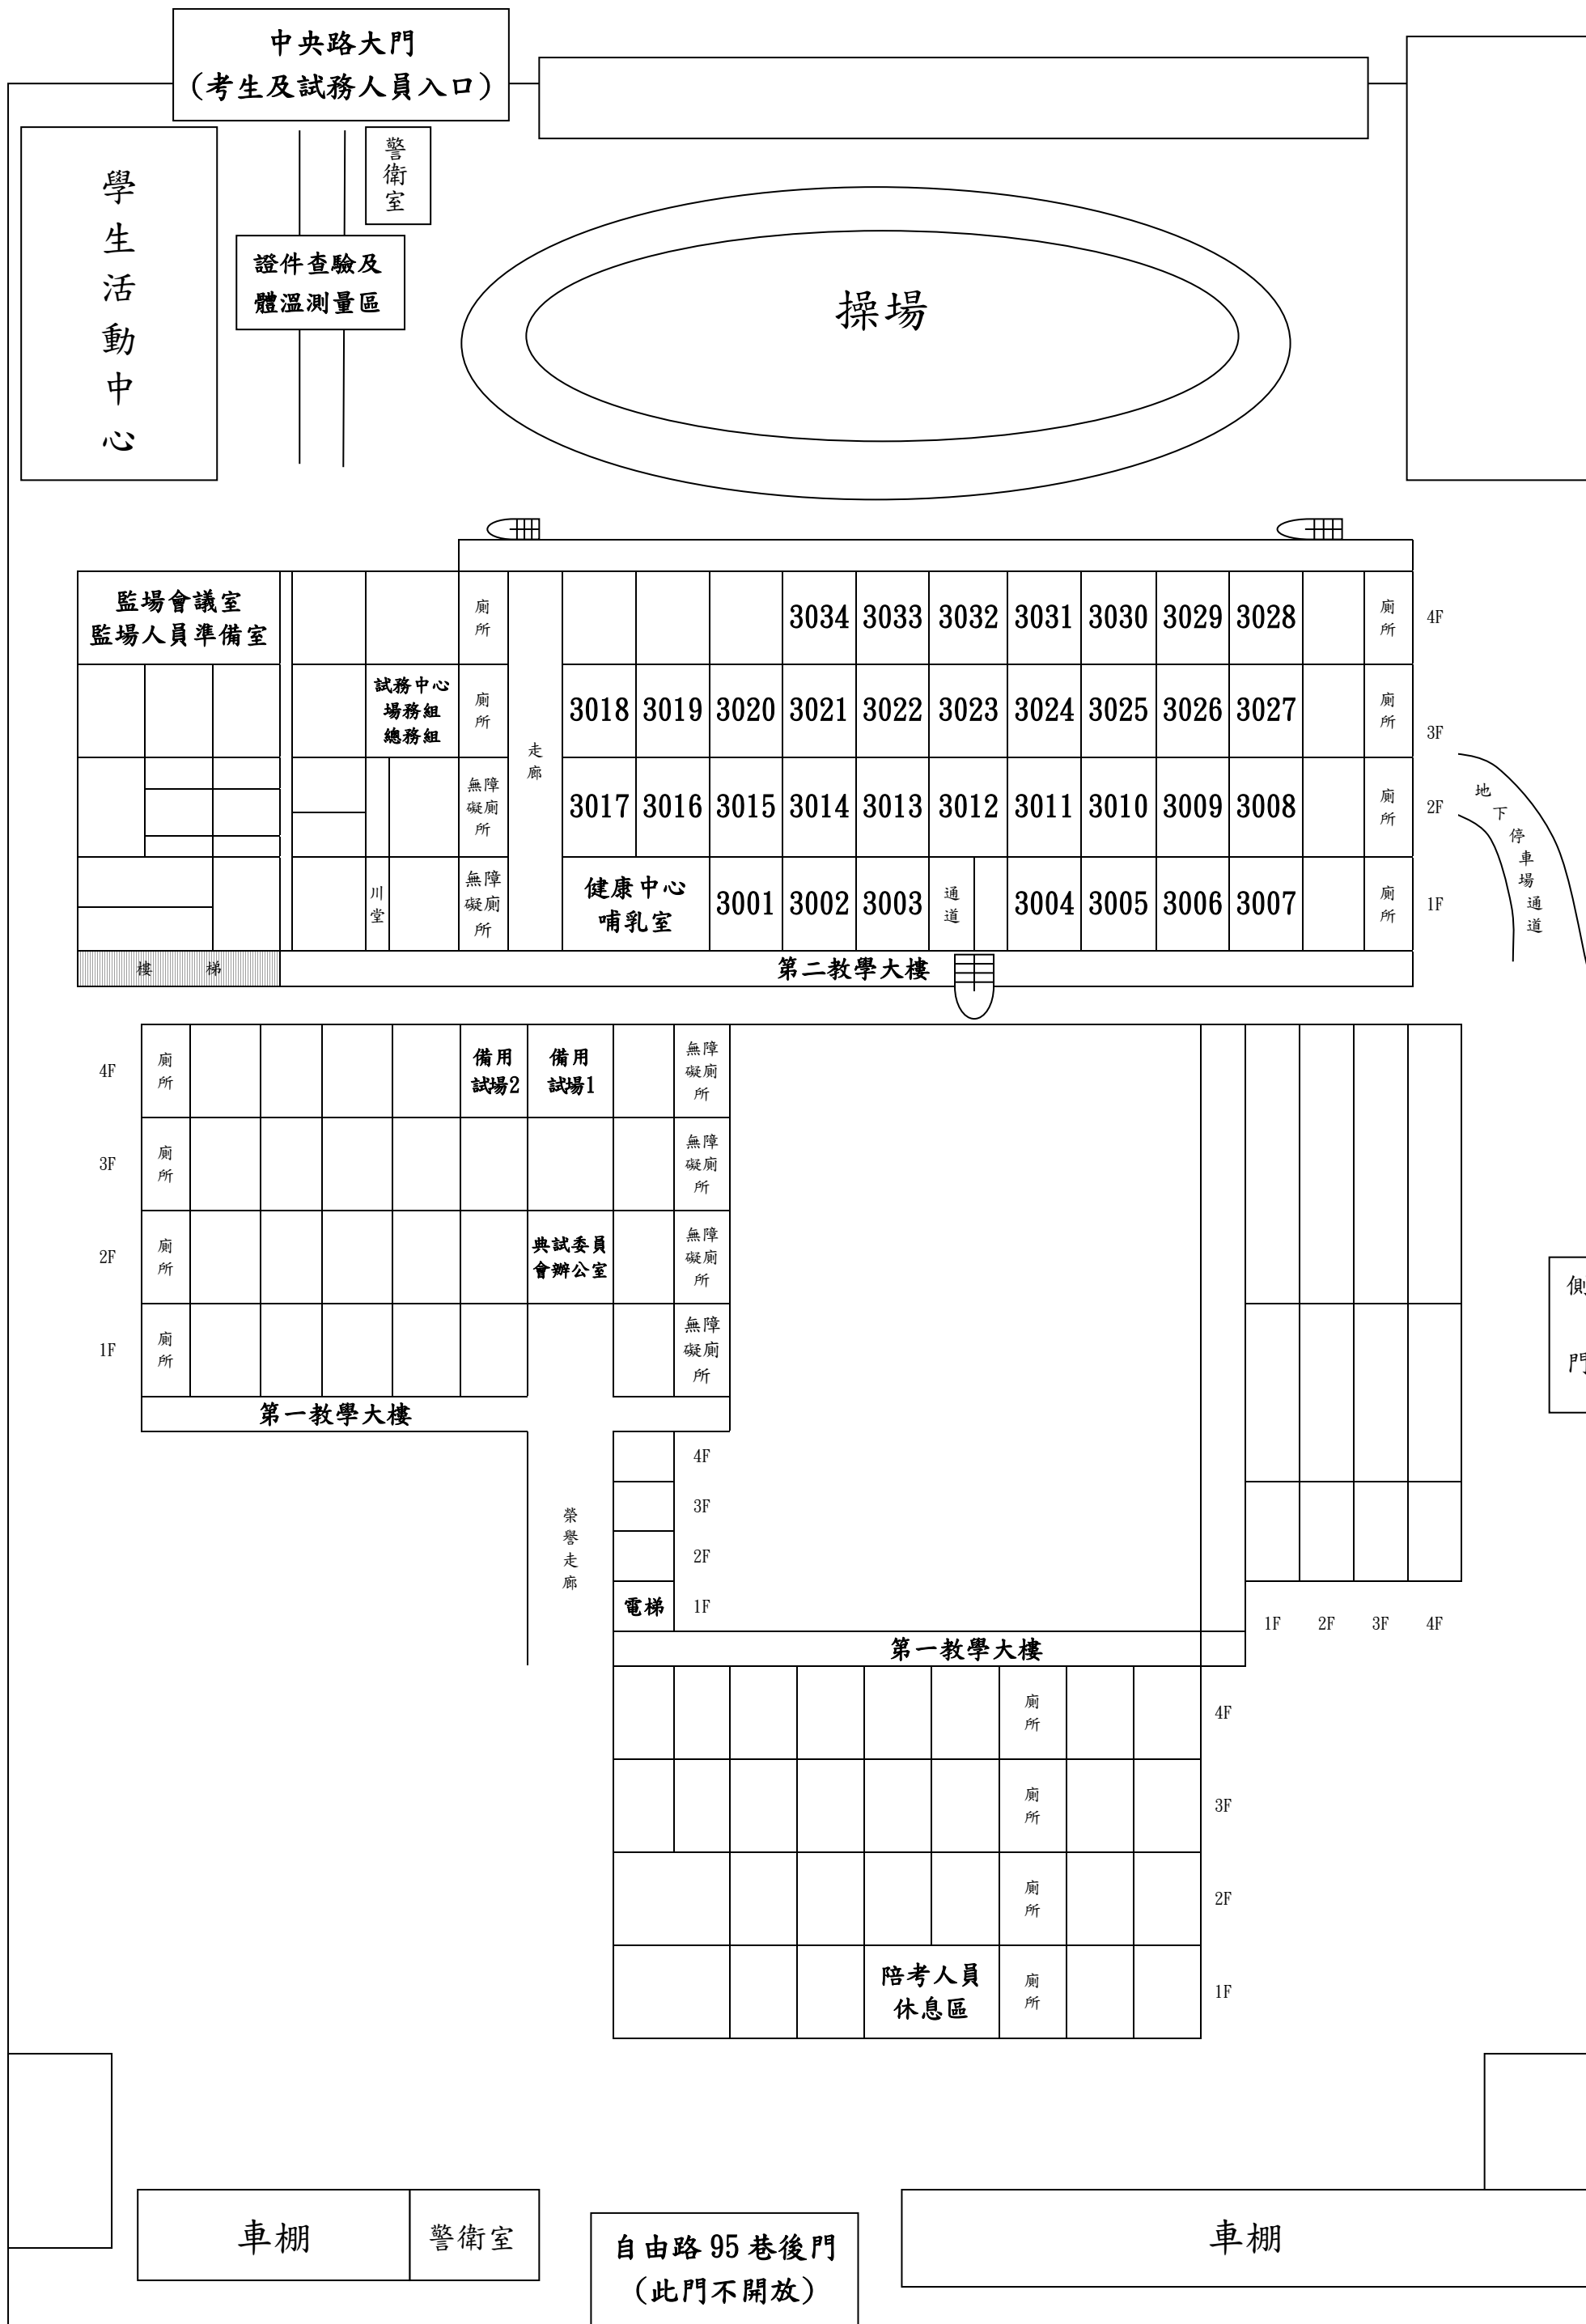 中央路大門
(考生及試務人員入口)
警衛室
學生活動中心
證件查驗及
體溫測量區
操場
監場會議室
監場人員準備室
廁所
3034 3033 3032 3031 3030 3029 3028
廁所
4F
試務中心
場務組
總務組
廁所
走廊
3018 3019 3020 3021 3022 3023 3024 3025 3026 3027
廁所
3F
無障礙廁所
3017 3016 3015 3014 3013 3012 3011 3010 3009 3008
廁所
2F
地下停車場通道
川堂
無障礙廁所
健康中心
哺乳室
3001 3002 3003
通道
3004 3005 3006 3007
廁所
1F
樓梯
第二教學大樓
4F
廁所
備用
試場2
備用
試場1
無障礙廁所
3F
廁所
無障礙廁所
2F
廁所
典試委員
會辦公室
無障礙廁所
側門
1F
廁所
無障礙廁所
第一教學大樓
4F
3F
榮譽走廊
2F
電梯
1F
1F 2F 3F 4F
第一教學大樓
廁所
4F
廁所
3F
廁所
2F
陪考人員
休息區
廁所
1F
車棚
警衛室
自由路95巷後門
(此門不開放)
車棚